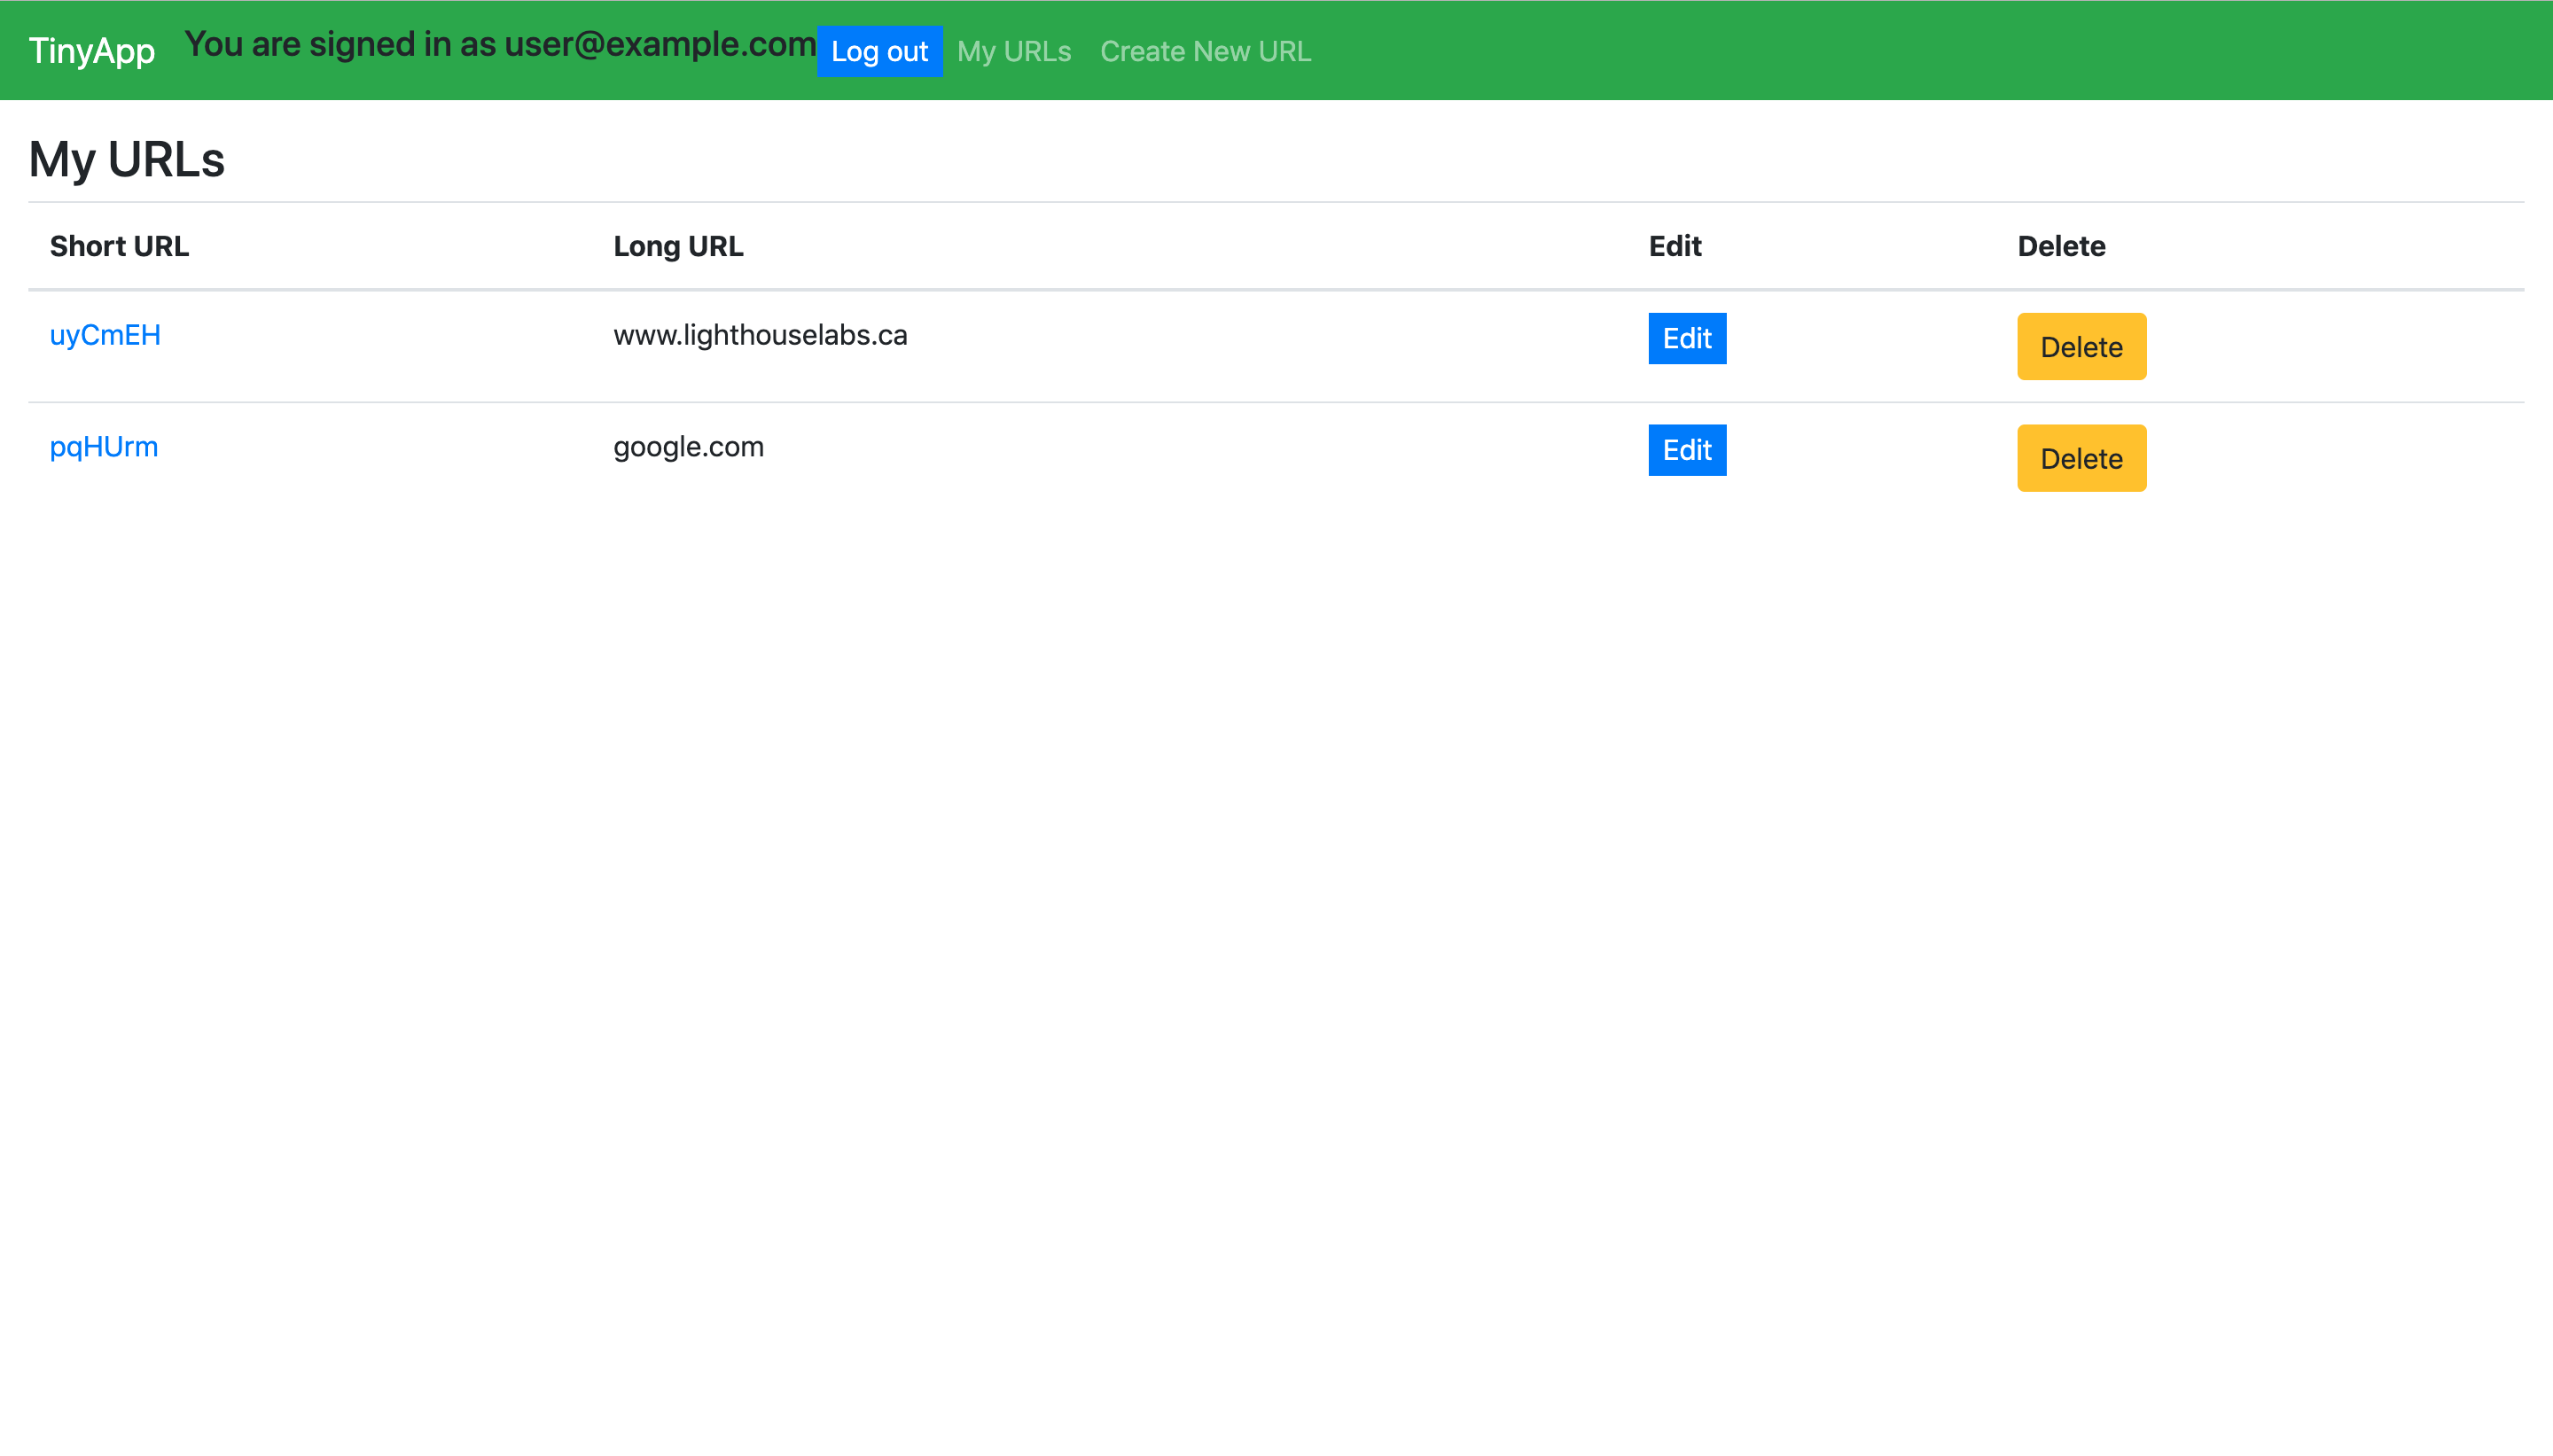 TinyApp You are signed in as user@example.com Log out My URLs Create New URL
My URLs
Short URL Long URL Edit Delete
uyCmEH www.lighthouselabs.ca Edit Delete
pqHUrm google.com Edit Delete